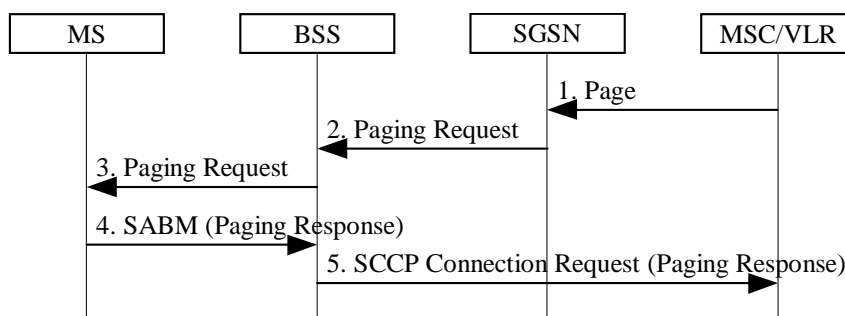 MS
BSS
SGSN
MSC/VLR
1. Page
2. Paging Request
3. Paging Request
4. SABM (Paging Response)
5. SCCP Connection Request (Paging Response)